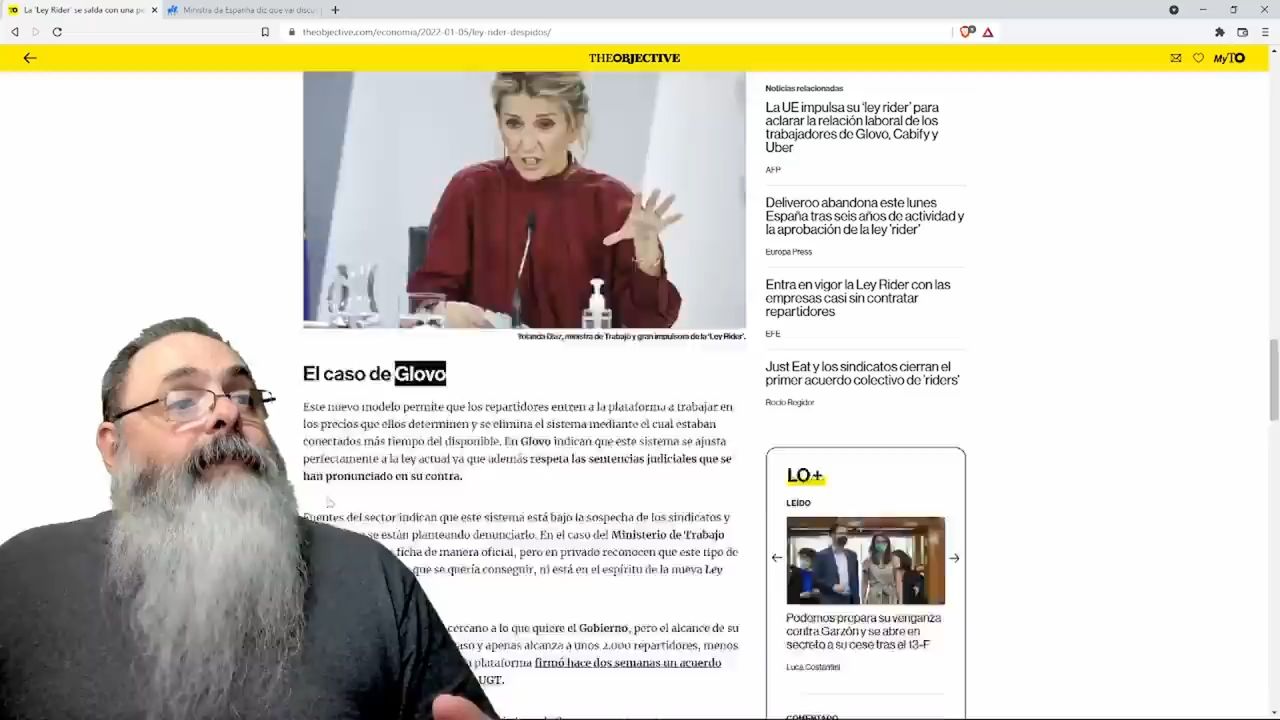 La 'Ley Rider' se salda con una pe
Ministra da Espanha diz que vai discut
theobjective.com/economia/2022-01-05/ley-rider-despidos/
THEOBJECTIVE
MyTO
Yolanda Díaz, ministra de Trabajo y gran impulsora de la 'Ley Rider'.
El caso de Glovo
Este nuevo modelo permite que los repartidores entren a la plataforma a trabajar en
los precios que ellos determinen y se elimina el sistema mediante el cual estaban
conectados más tiempo del disponible. En Glovo indican que este sistema se ajusta
perfectamente a la ley actual ya que además respeta las sentencias judiciales que se
han pronunciado en su contra.
Fuentes del sector indican que este sistema está bajo la sospecha de los sindicatos y
se están planteando denunciarlo. En el caso del Ministerio de Trabajo
ficha de manera oficial, pero en privado reconocen que este tipo de
que se quería conseguir, ni está en el espíritu de la nueva Ley
cercano a lo que quiere el Gobierno, pero el alcance de su
aso y apenas alcanza a unos 2.000 repartidores, menos
plataforma firmó hace dos semanas un acuerdo
UGT.
Noticias relacionadas
La UE impulsa su 'ley rider' para
aclarar la relación laboral de los
trabajadores de Glovo, Cabify y
Uber
AFP
Deliveroo abandona este lunes
España tras seis años de actividad y
la aprobación de la ley 'rider'
Europa Press
Entra en vigor la Ley Rider con las
empresas casi sin contratar
repartidores
EFE
Just Eat y los sindicatos cierran el
primer acuerdo colectivo de 'riders'
Rocío Regidor
LO+
LEÍDO
Podemos prepara su venganza
contra Garzón y se abre en
secreto a su cese tras el 13-F
Luca Costantini
COMENTADO